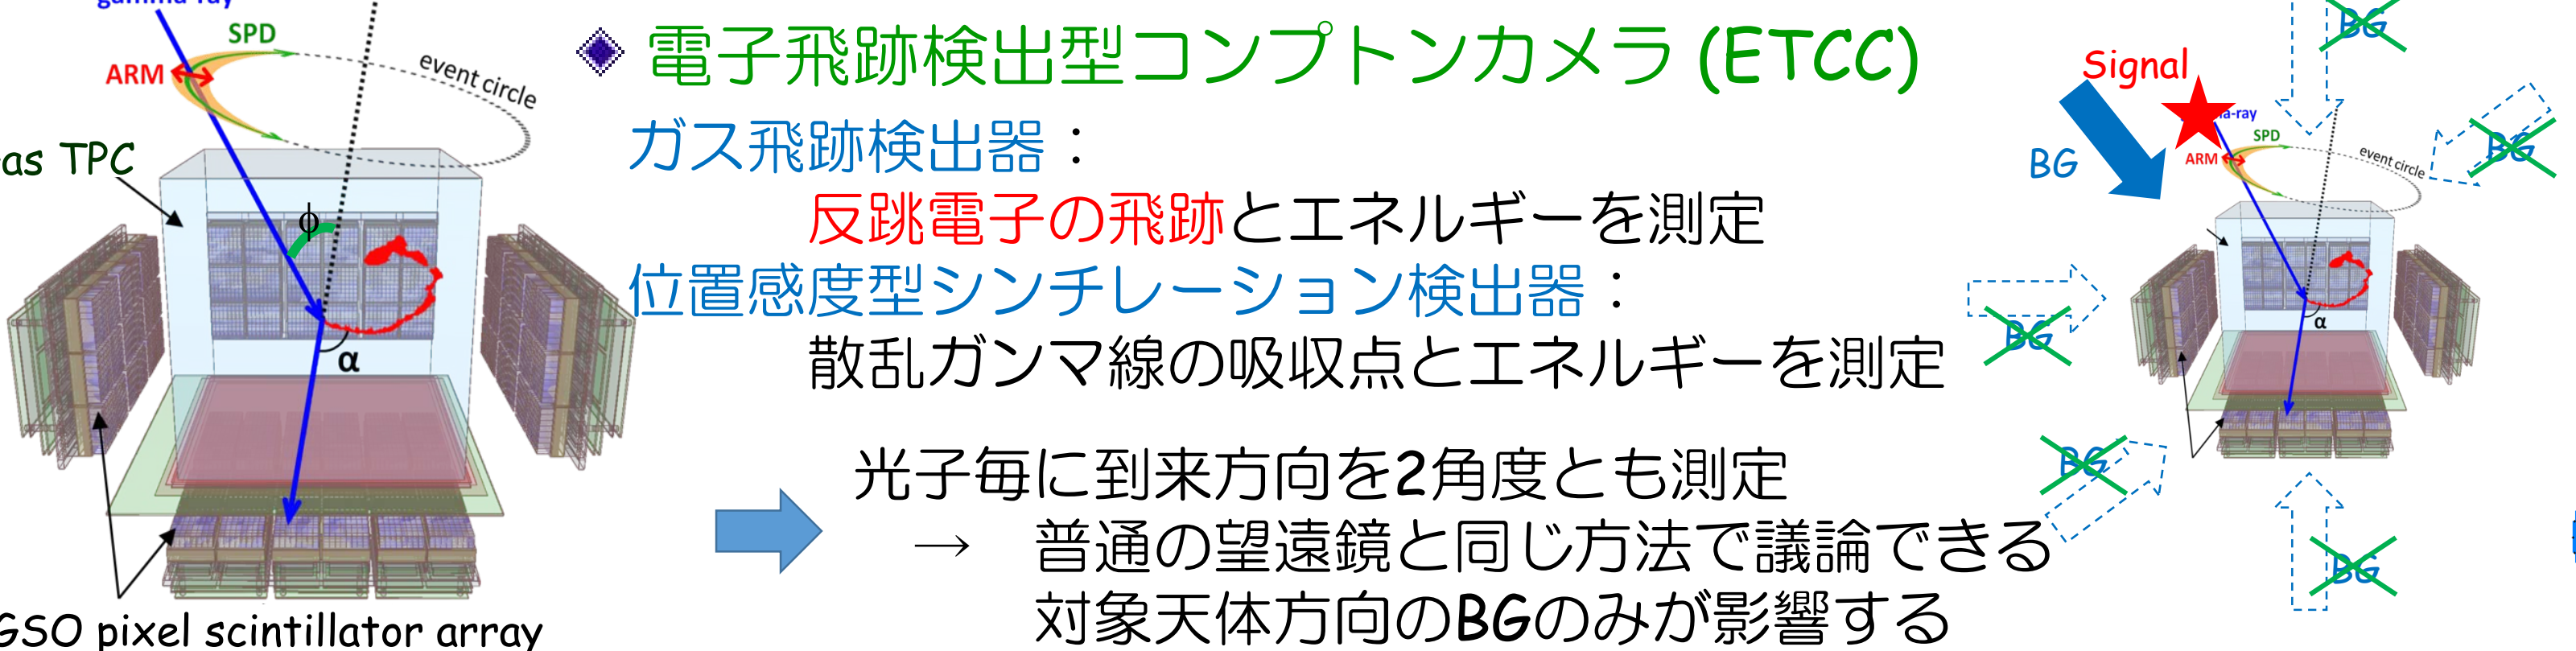 gamma-ray
SPD
ARM
event circle
as TPC
ϕ
α
GSO pixel scintillator array
電子飛跡検出型コンプトンカメラ (ETCC)
ガス飛跡検出器：
反跳電子の飛跡とエネルギーを測定
位置感度型シンチレーション検出器：
散乱ガンマ線の吸収点とエネルギーを測定
光子毎に到来方向を2角度とも測定
→ 普通の望遠鏡と同じ方法で議論できる
対象天体方向のBGのみが影響する
Signal
BG
BG
BG
a-ray
SPD
ARM
event circle
α
BG
BG
BG